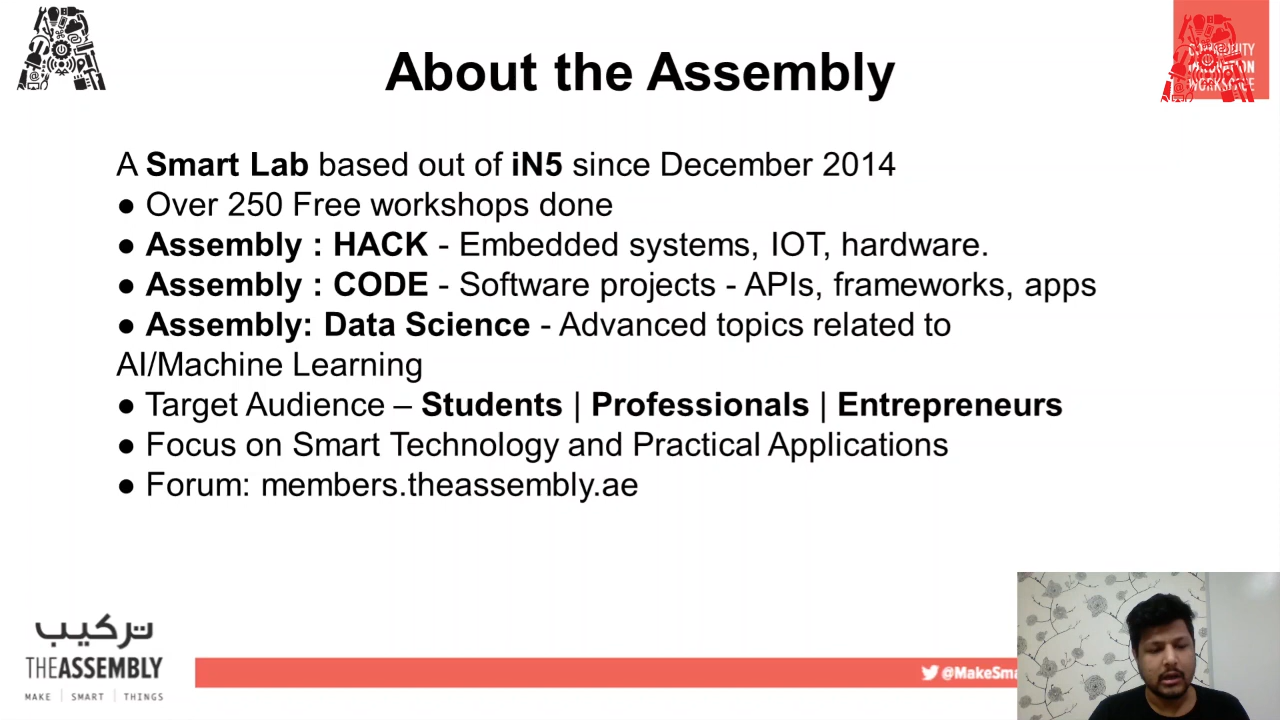 About the Assembly
COMMUNITY
INNOVATION
WORKSPACE
A Smart Lab based out of iN5 since December 2014
● Over 250 Free workshops done
● Assembly : HACK - Embedded systems, IOT, hardware.
● Assembly : CODE - Software projects - APIs, frameworks, apps
● Assembly: Data Science - Advanced topics related to
AI/Machine Learning
● Target Audience – Students | Professionals | Entrepreneurs
● Focus on Smart Technology and Practical Applications
● Forum: members.theassembly.ae
تركيب
THEASSEMBLY
MAKE | SMART | THINGS
@MakeSma